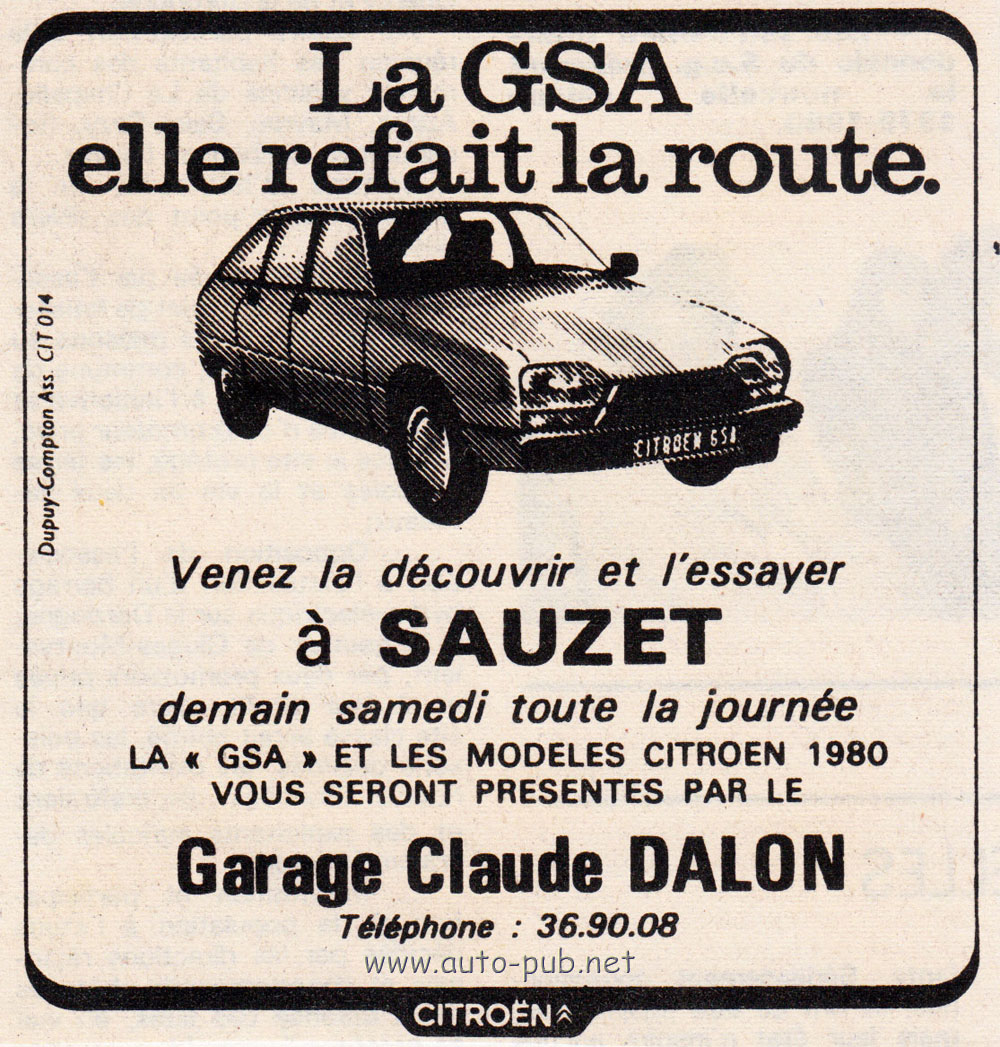 La GSA
elle refait la route.
Dupuy-Compton Ass. CIT 014
CITROEN GSA
Venez la découvrir et l'essayer
à SAUZET
demain samedi toute la journée
LA « GSA » ET LES MODELES CITROEN 1980
VOUS SERONT PRESENTES PAR LE
Garage Claude DALON
Téléphone : 36.90.08
www.auto-pub.net
CITROËN